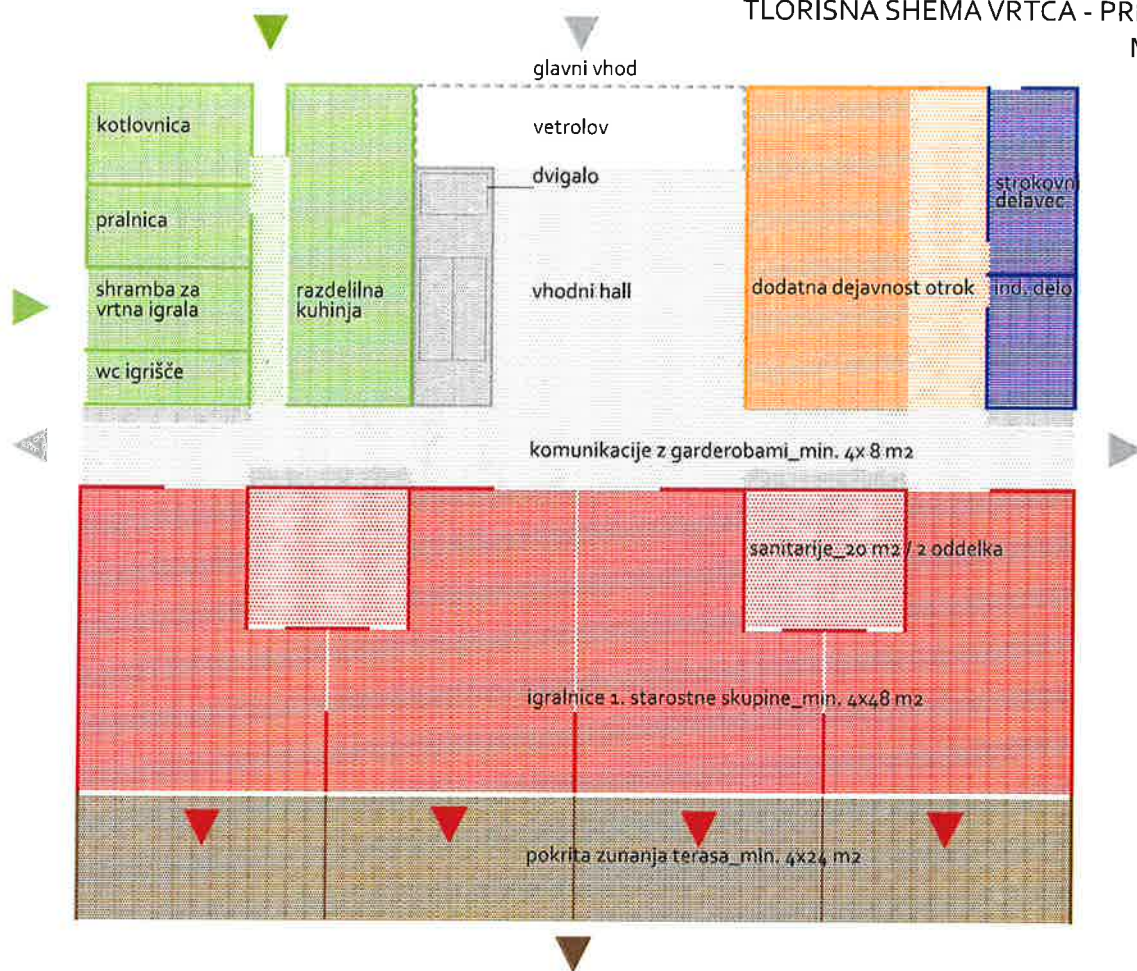 TLORISNA SHEMA VRTCA - PR
glavni vhod
kotlovnica
vetrolov
dvigalo
strokovni
delavec
pralnica
shramba za
vrtna igrala
razdelilna
kuhinja
vhodni hall
dodatna dejavnost otrok
ind. delo
wc igrišče
komunikacije z garderobami_min. 4x 8 m2
sanitarije_20 m2 / 2 oddelka
igralnice 1. starostne skupine_min. 4x48 m2
pokrita zunanja terasa_min. 4x24 m2